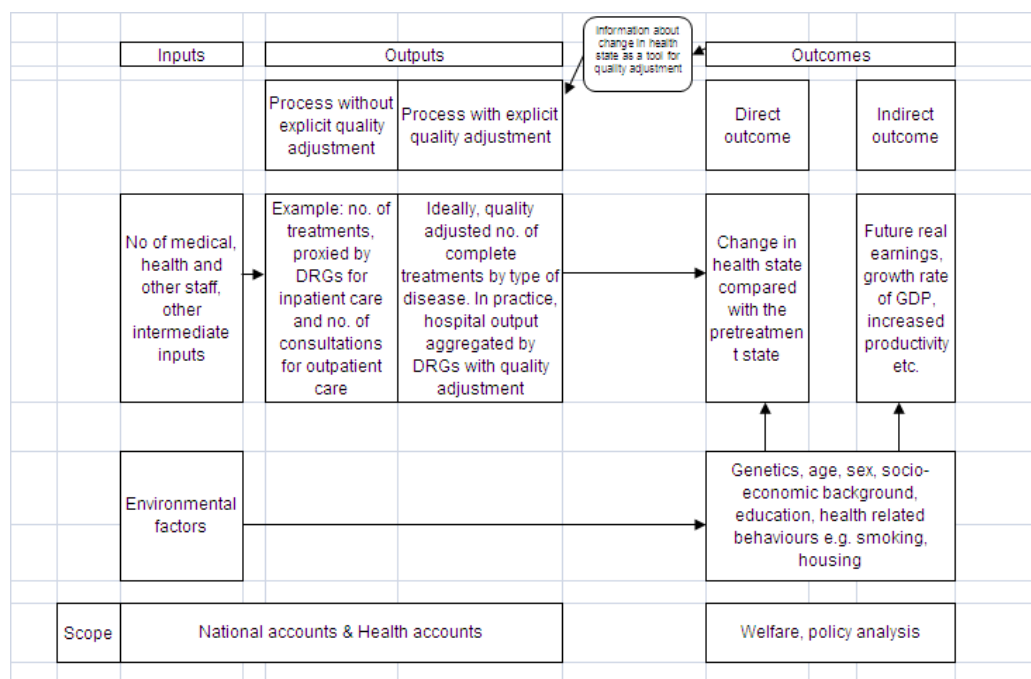 Information about
change in health
state as a tool for
quality adjustment
Inputs
Outputs
Outcomes
Process without
explicit quality
adjustment
Process with explicit
quality adjustment
Direct
outcome
Indirect
outcome
No of medical,
health and
other staff,
other
intermediate
inputs
Example: no. of
treatments,
proxied by
DRGs for
inpatient care
and no. of
consultations
for outpatient
care
Ideally, quality
adjusted no. of
complete
treatments by type of
disease. In practice,
hospital output
aggregated by
DRGs with quality
adjustment
Change in
health state
compared
with the
pretreatmen
t state
Future real
earnings,
growth rate
of GDP,
increased
productivity
etc.
Environmental
factors
Genetics, age, sex, socio-
economic background,
education, health related
behaviours e.g. smoking,
housing
Scope
National accounts & Health accounts
Welfare, policy analysis